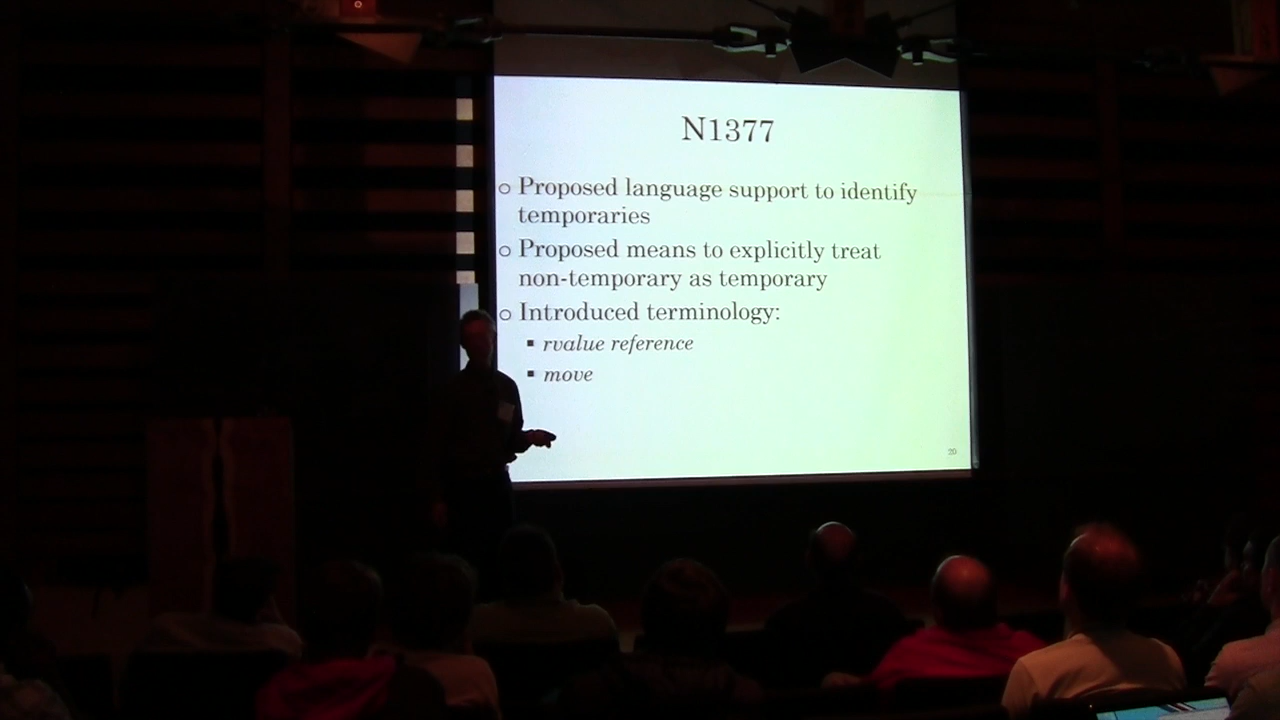 N1377
Proposed language support to identify
temporaries
Proposed means to explicitly treat
non-temporary as temporary
Introduced terminology:
rvalue reference
move
20